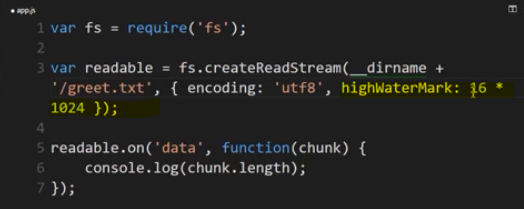 ● app.js
1 var fs = require('fs');
2
3 var readable = fs.createReadStream(__dirname +
'/greet.txt', { encoding: 'utf8', highWaterMark: 16 *
1024 });
4
5 readable.on('data', function(chunk) {
6 console.log(chunk.length);
7 });